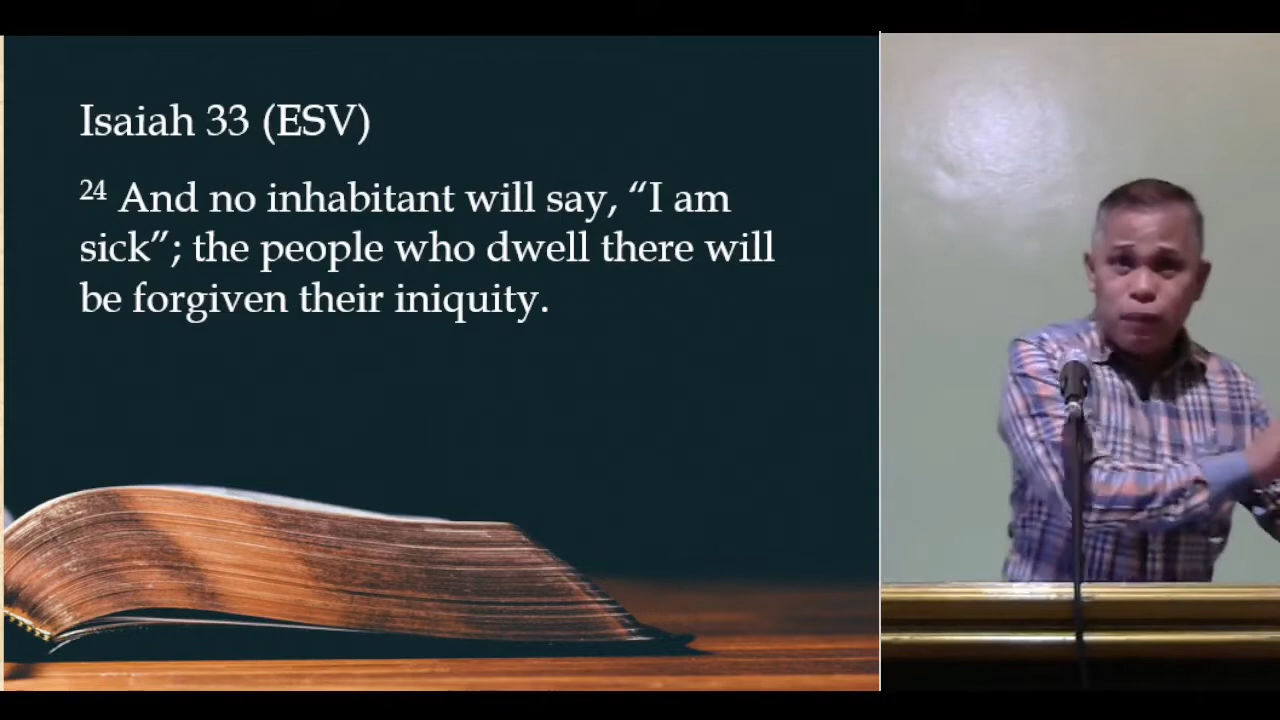 Isaiah 33 (ESV)
24 And no inhabitant will say, “I am
sick”; the people who dwell there will
be forgiven their iniquity.